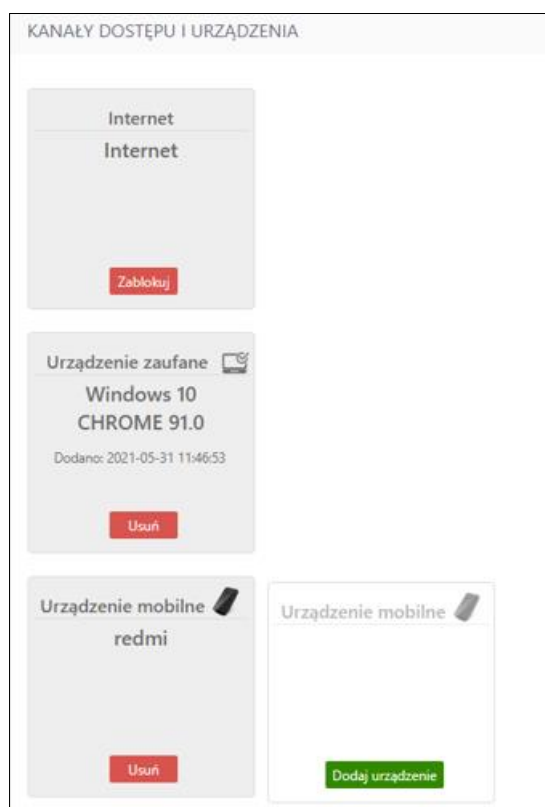 KANAŁY DOSTĘPU I URZĄDZENIA
Internet
Internet
Zablokuj
Urządzenie zaufane
Windows 10
CHROME 91.0
Dodano: 2021-05-31 11:46:53
Usuń
Urządzenie mobilne
redmi
Usuń
Urządzenie mobilne
Dodaj urządzenie